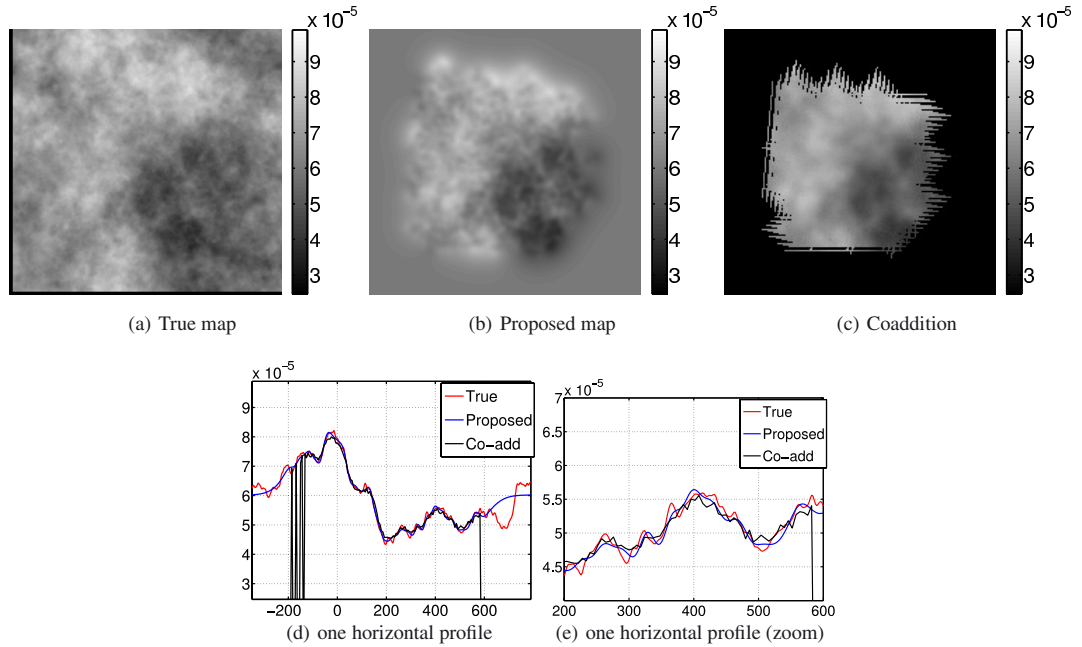 x 10⁻⁵
x 10⁻⁵
x 10⁻⁵
9
8
7
6
5
4
3
9
8
7
6
5
4
3
9
8
7
6
5
4
3
(a) True map
(b) Proposed map
(c) Coaddition
x 10⁻⁵
9
8
7
6
5
4
3
−200
0
200
400
600
True
Proposed
Co−add
(d) one horizontal profile
x 10⁻⁵
7
6.5
6
5.5
5
4.5
200
300
400
500
600
True
Proposed
Co−add
(e) one horizontal profile (zoom)